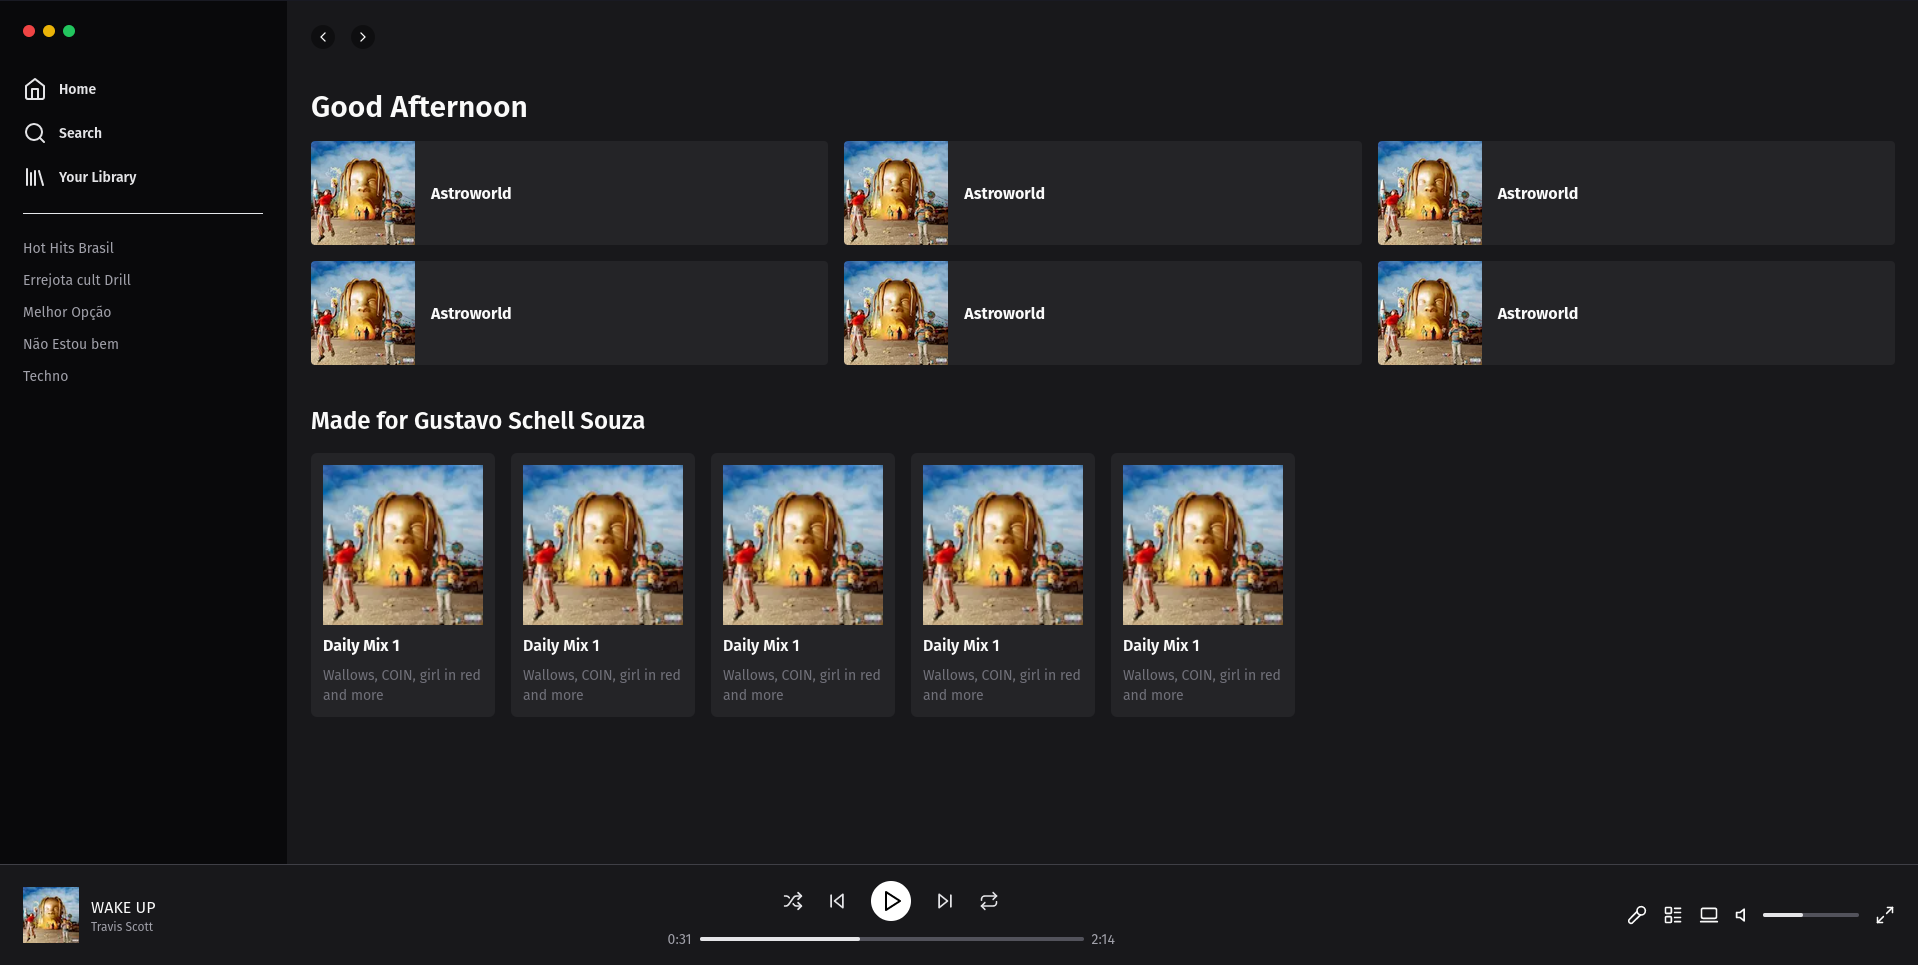 Home
Search
Your Library
Hot Hits Brasil
Errejota cult Drill
Melhor Opção
Não Estou bem
Techno
Good Afternoon
Astroworld
Astroworld
Astroworld
Astroworld
Astroworld
Astroworld
Made for Gustavo Schell Souza
Daily Mix 1
Wallows, COIN, girl in red
and more
Daily Mix 1
Wallows, COIN, girl in red
and more
Daily Mix 1
Wallows, COIN, girl in red
and more
Daily Mix 1
Wallows, COIN, girl in red
and more
Daily Mix 1
Wallows, COIN, girl in red
and more
WAKE UP
Travis Scott
0:31
2:14